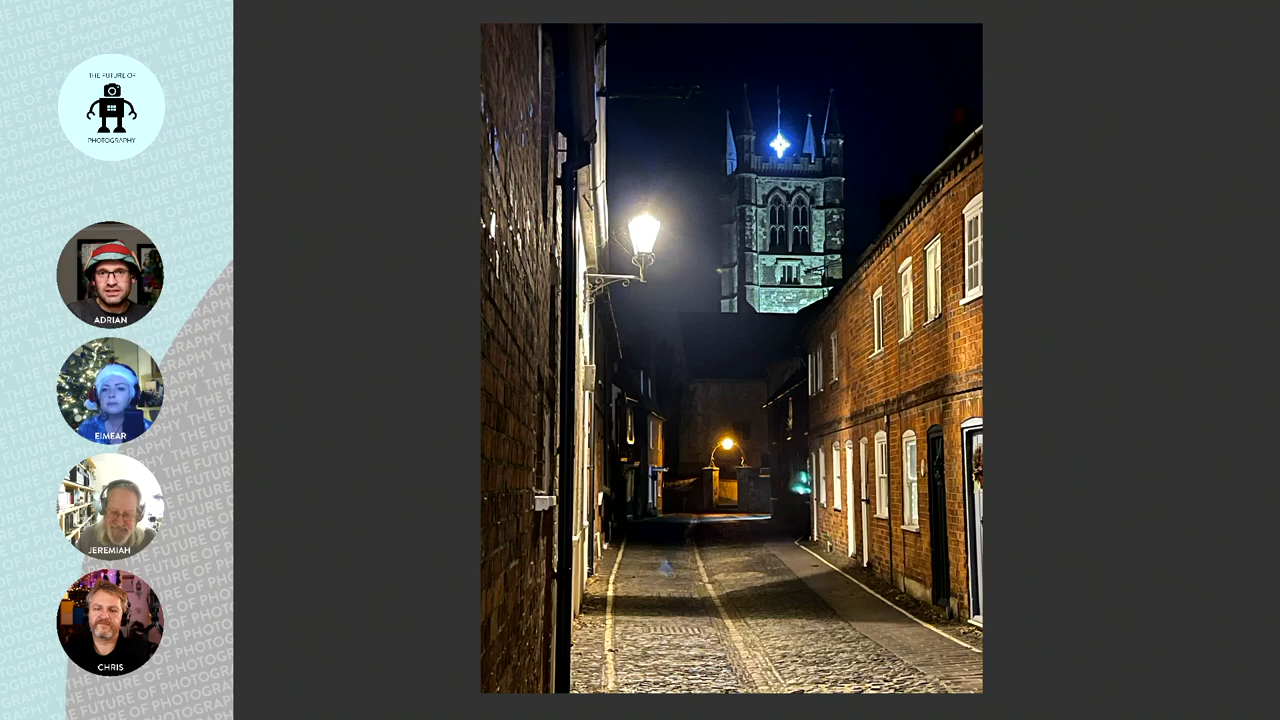 THE FUTURE OF
PHOTOGRAPHY
ADRIAN
EIMEAR
JEREMIAH
CHRIS